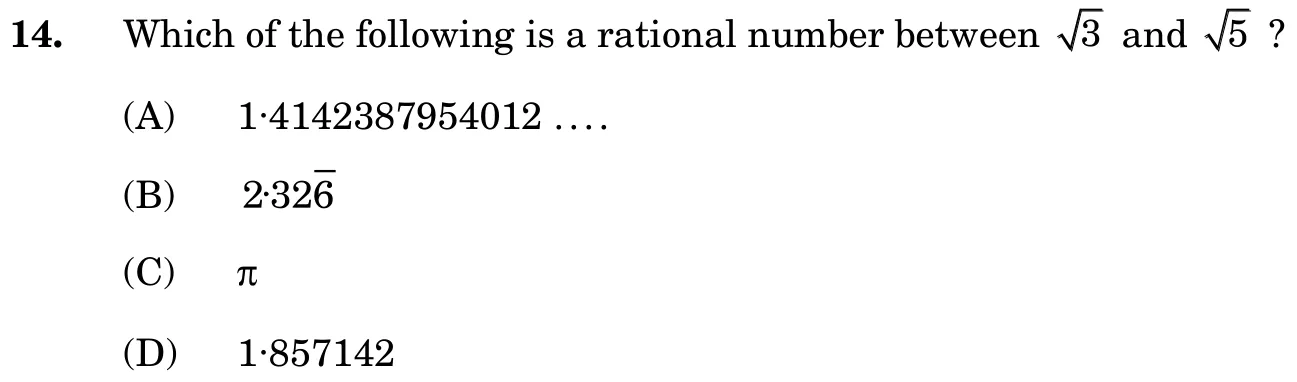 14. Which of the following is a rational number between √3 and √5 ?
(A) 1·4142387954012 ....
(B) 2·326̅
(C) π
(D) 1·857142